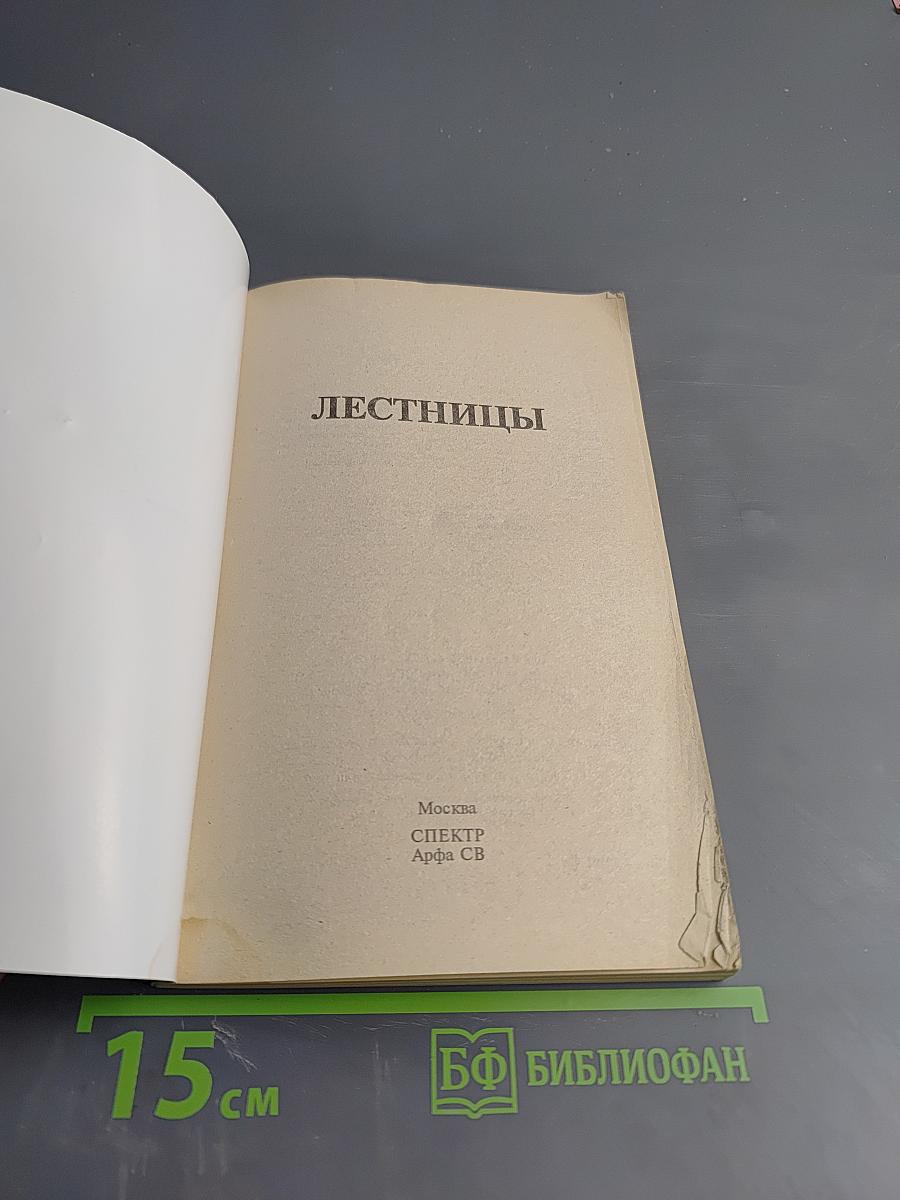 ЛЕСТНИЦЫ
Москва
СПЕКТР
Арфа СВ
15 см
БФ БИБЛИОФАН